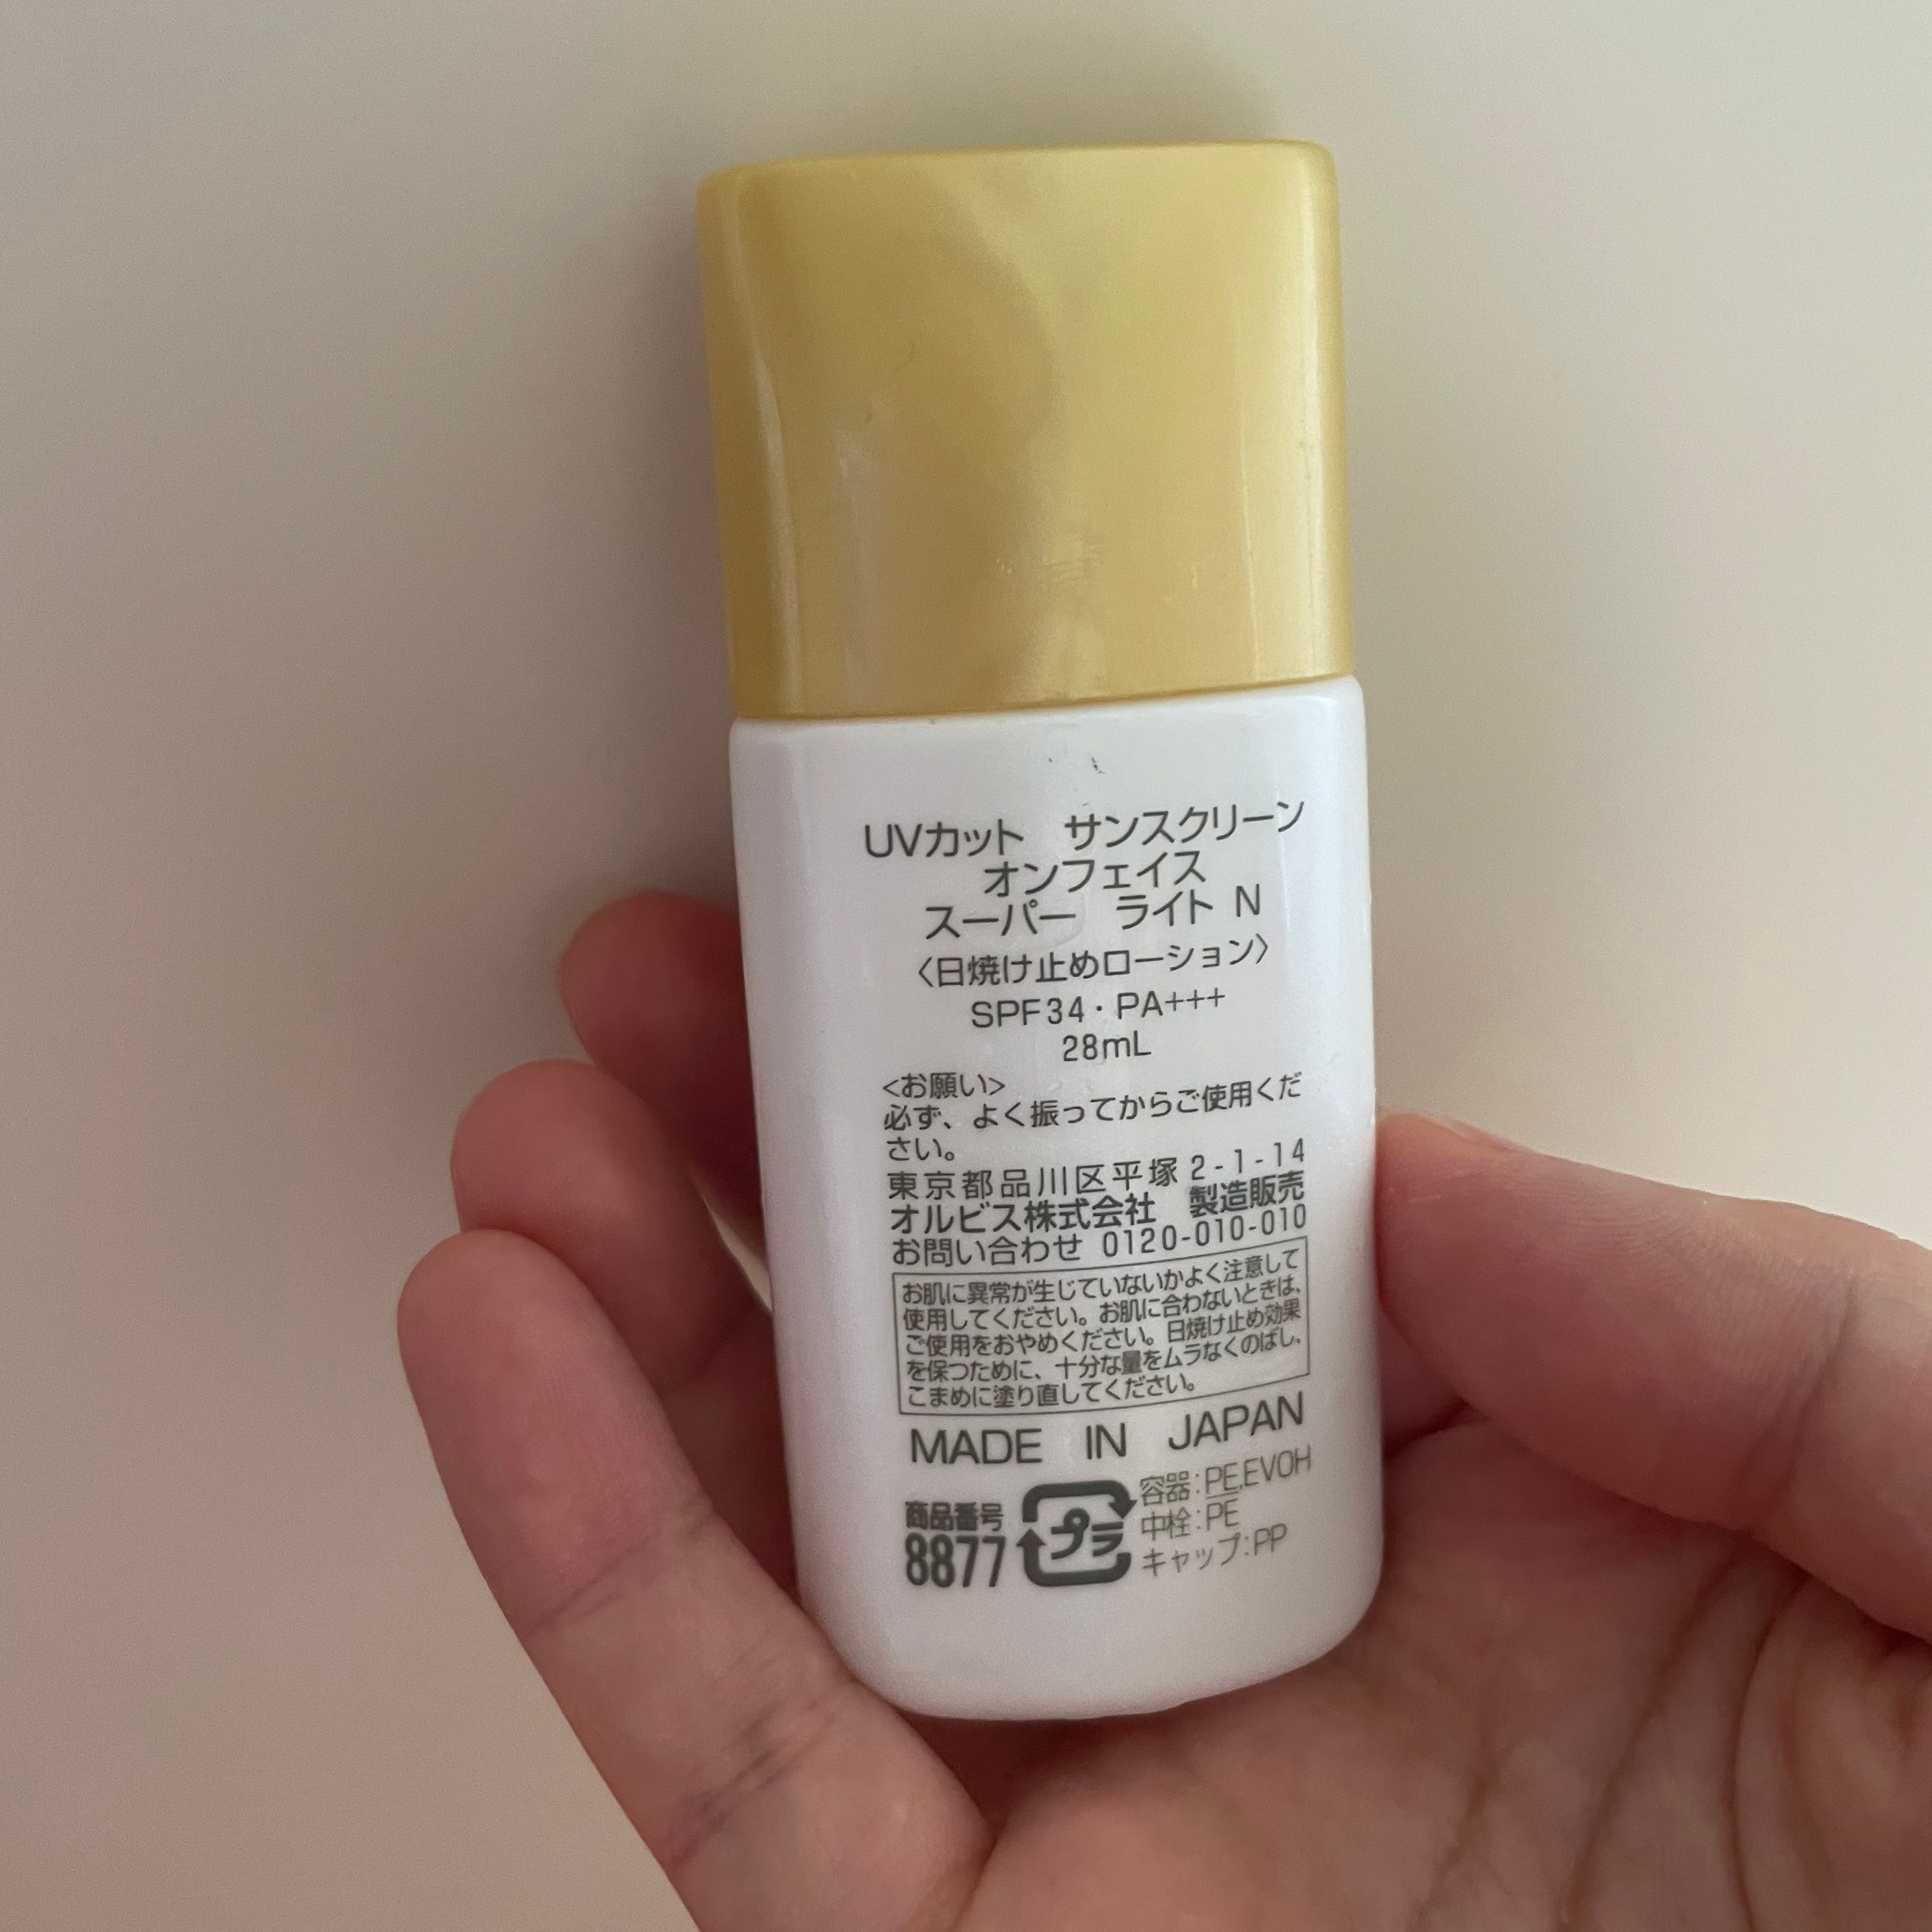 UVカット　サンスクリーン
オンフェイス
スーパー　ライト N
〈日焼け止めローション〉
SPF34・PA+++
28mL
<お願い>
必ず、よく振ってからご使用くだ
さい。
東京都品川区平塚2-1-14
オルビス株式会社　製造販売
お問い合わせ 0120-010-010
お肌に異常が生じていないかよく注意して
使用してください。お肌に合わないときは、
ご使用をおやめください。日焼け止め効果
を保つために、十分な量をムラなくのばし、
こまめに塗り直してください。
MADE IN JAPAN
商品番号
8877
プラ
容器:PE,EVOH
中栓:PE
キャップ:PP